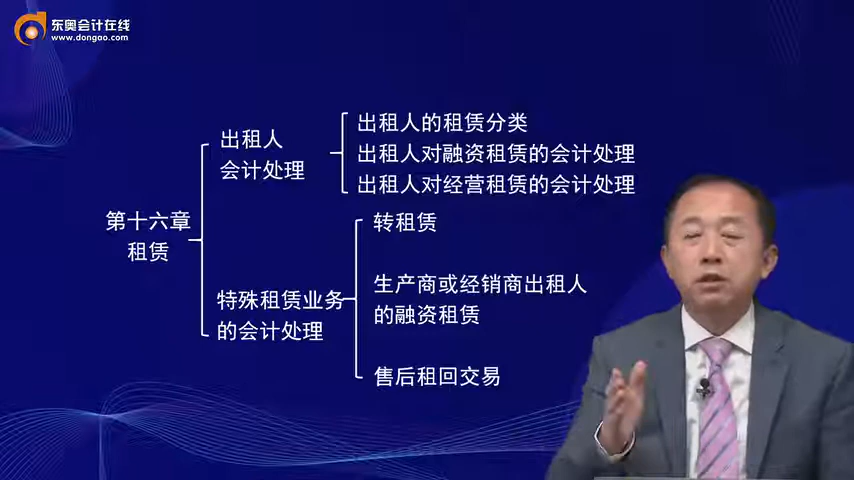 东奥会计在线
www.dongao.com
出租人
会计处理
出租人的租赁分类
出租人对融资租赁的会计处理
出租人对经营租赁的会计处理
第十六章
租赁
特殊租赁业务
的会计处理
转租赁
生产商或经销商出租人
的融资租赁
售后租回交易